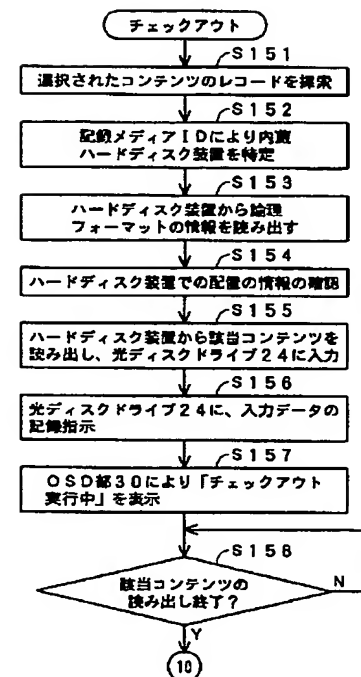 チェックアウト
S151
選択されたコンテンツのレコードを探索
S152
記録メディアIDにより内蔵
ハードディスク装置を特定
S153
ハードディスク装置から論理
フォーマットの情報を読み出す
S154
ハードディスク装置での配置の情報の確認
S155
ハードディスク装置から該当コンテンツを
読み出し、光ディスクドライブ24に入力
S156
光ディスクドライブ24に、入力データの
記録指示
S157
OSD部30により「チェックアウト
実行中」を表示
S158
該当コンテンツの
読み出し終了?
N
Y
10